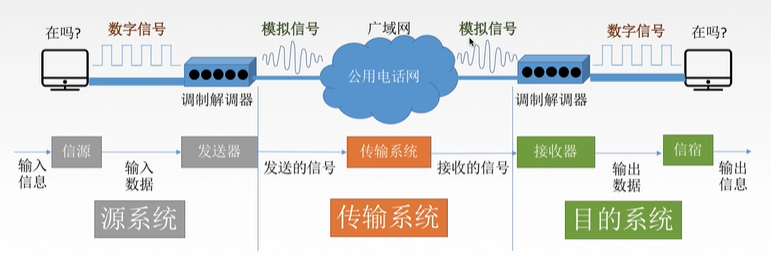 在吗?
数字信号
模拟信号
广域网
模拟信号
数字信号
在吗?
公用电话网
调制解调器
调制解调器
输入
信息
信源
输入
数据
发送器
发送的信号
传输系统
接收的信号
接收器
输出
数据
信宿
输出
信息
源系统
传输系统
目的系统